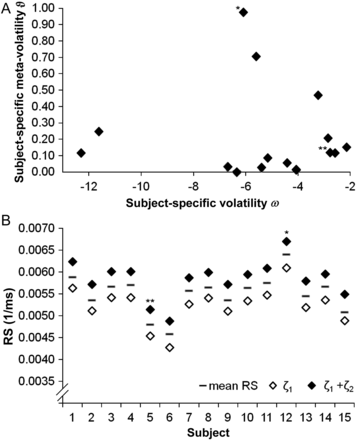 A
Subject-specific meta-volatility ϑ
1.00
0.90
0.80
0.70
0.60
0.50
0.40
0.30
0.20
0.10
0.00
*
**
-12 -10 -8 -6 -4 -2
Subject-specific volatility ω
B
RS (1/ms)
0.0070
0.0065
0.0060
0.0055
0.0050
0.0045
0.0040
0.0035
**
*
mean RS ζ1 ζ1+ζ2
1 2 3 4 5 6 7 8 9 10 11 12 13 14 15
Subject